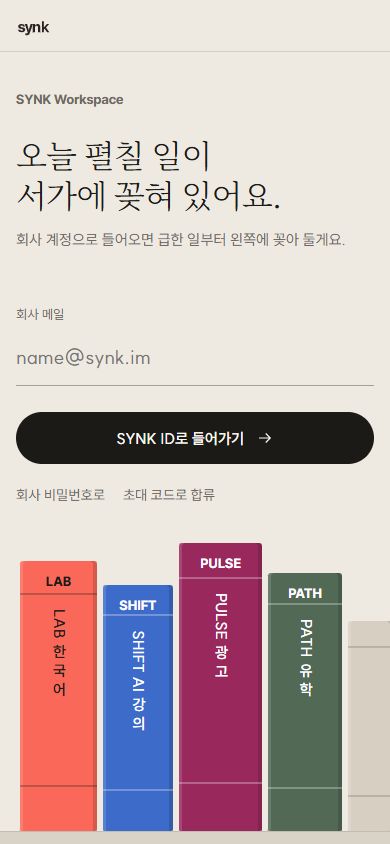 synk
SYNK Workspace
오늘 펼칠 일이
서가에 꽂혀 있어요.
회사 계정으로 들어오면 급한 일부터 왼쪽에 꽂아 둘게요.
회사 메일
name@synk.im
SYNK ID로 들어가기 →
회사 비밀번호로
초대 코드로 합류
LAB
LAB 한국어
SHIFT
SHIFT AI 강의
PULSE
PULSE 광고
PATH
PATH 유학